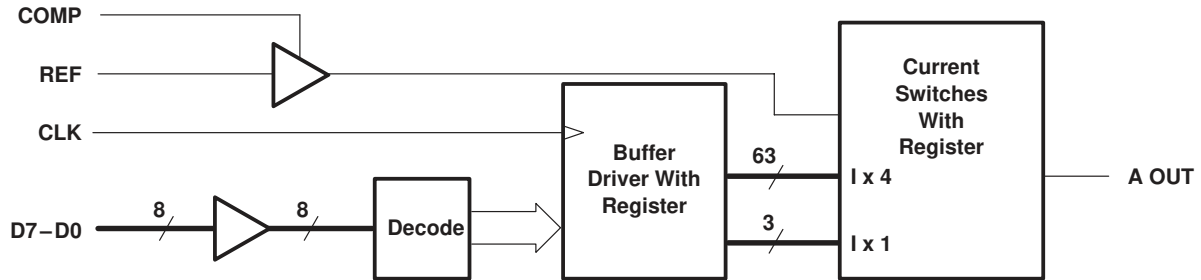 COMP
REF
CLK
D7–D0
8
8
Decode
Buffer
Driver With
Register
63
3
Current
Switches
With
Register
I x 4
I x 1
A OUT